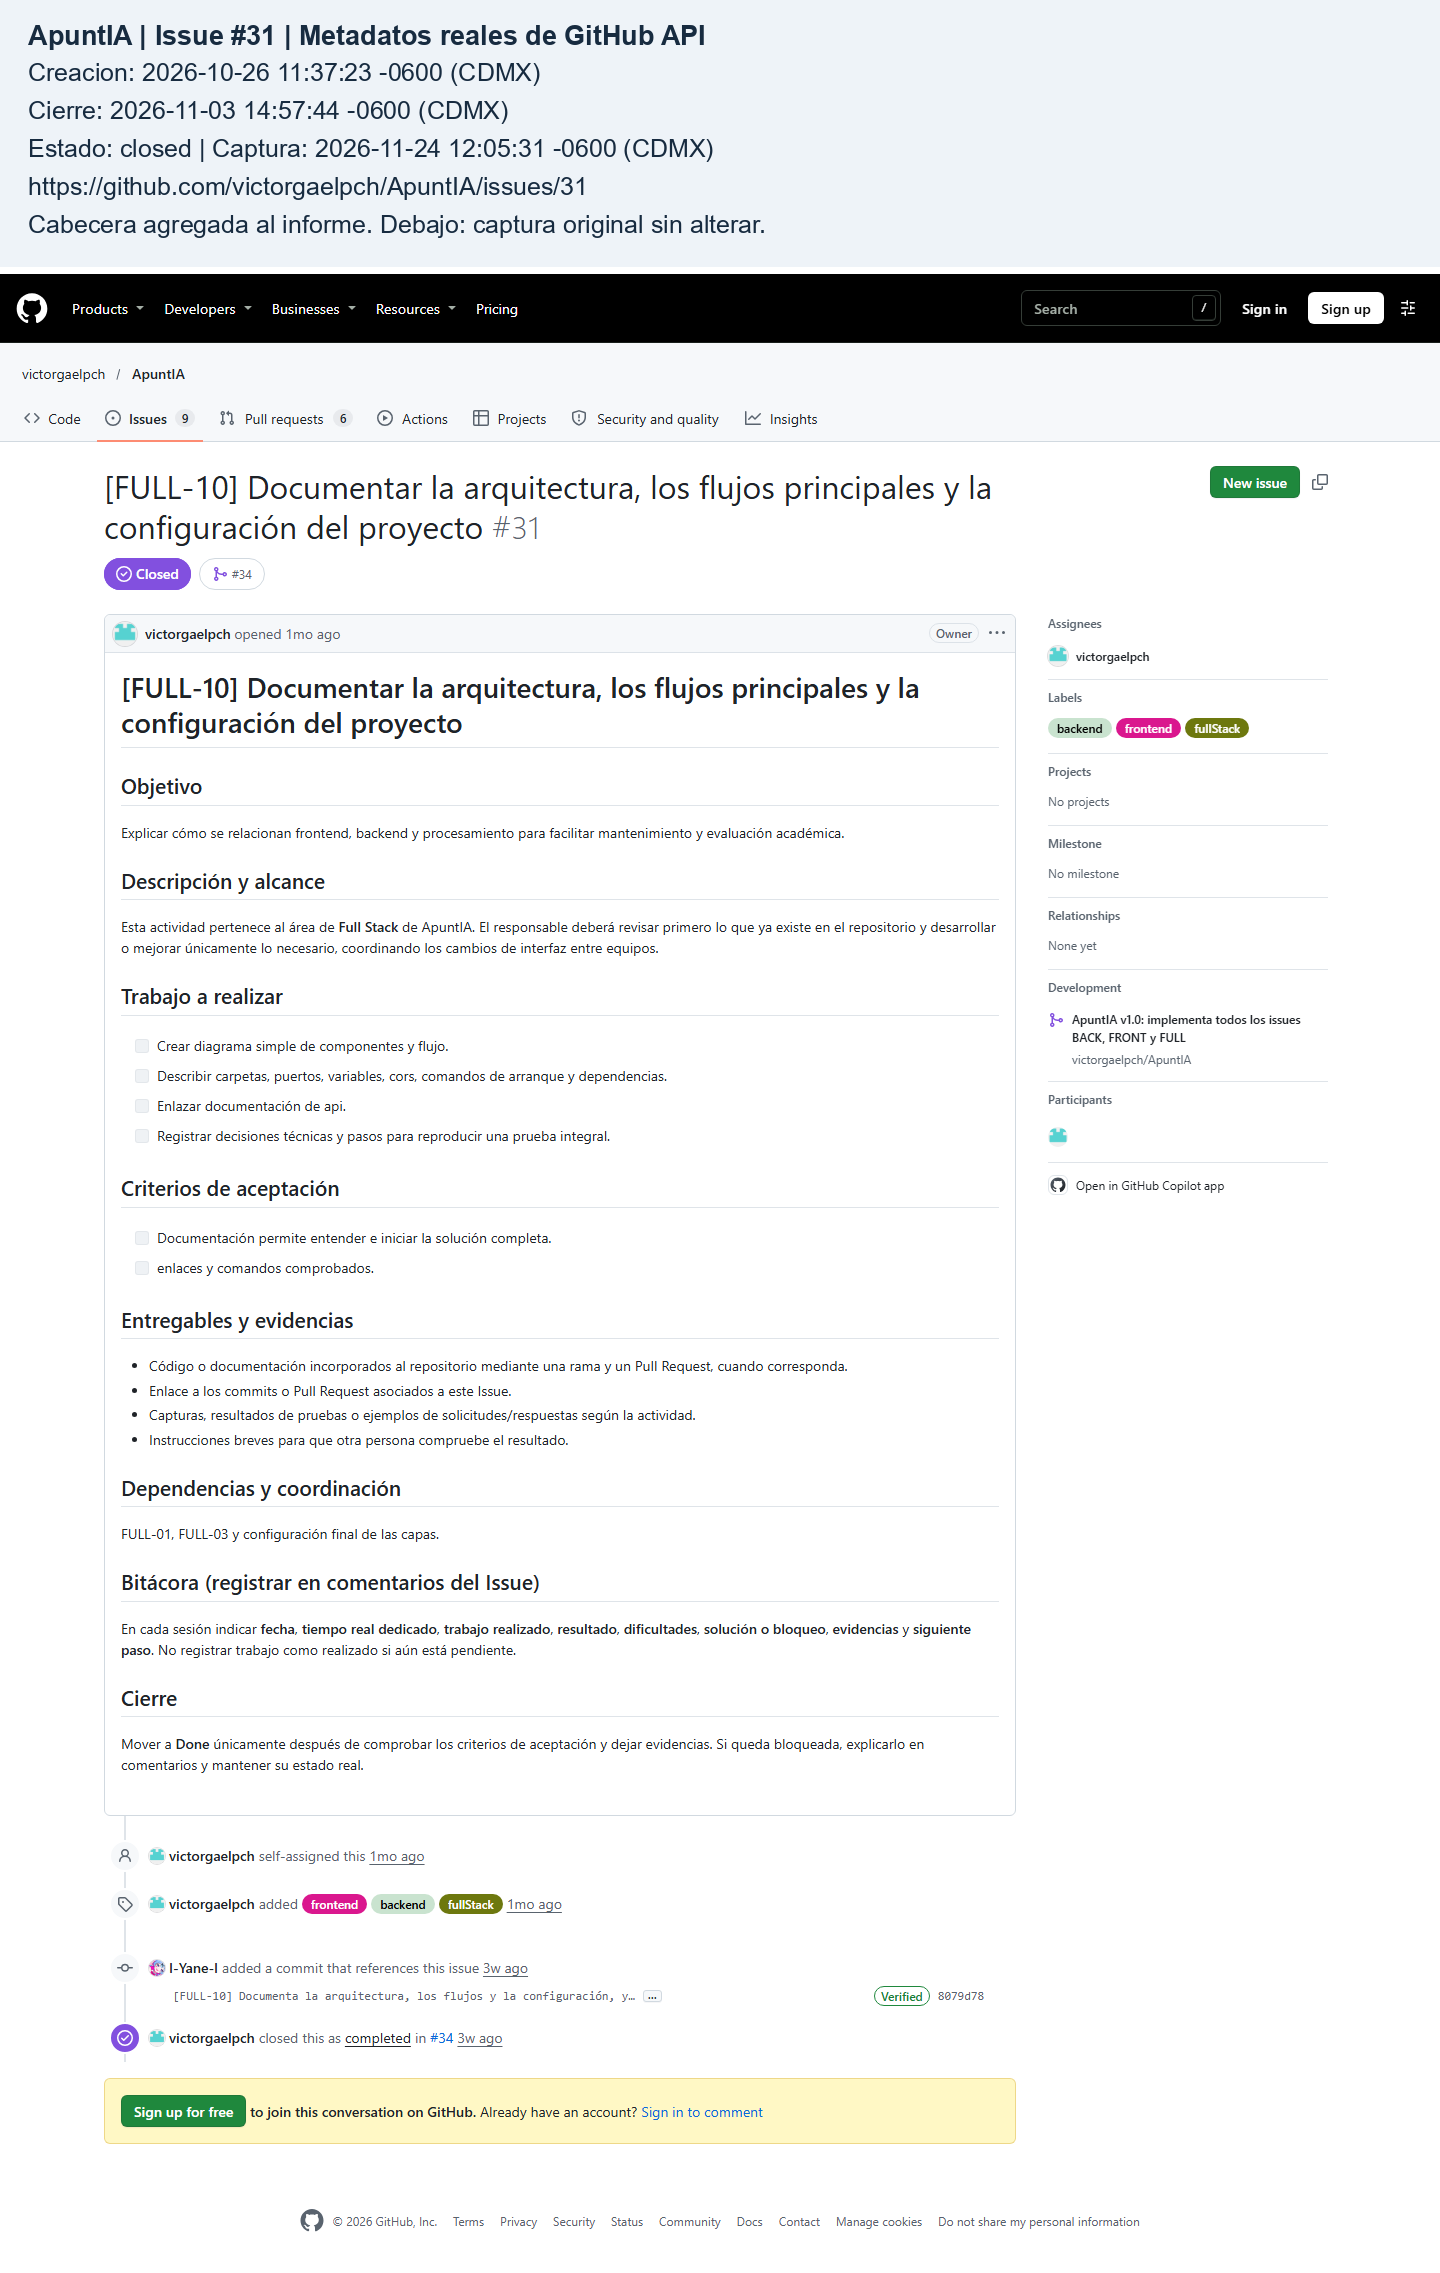 ApuntIA | Issue #31 | Metadatos reales de GitHub API
Creacion: 2026-10-26 11:37:23 -0600 (CDMX)
Cierre: 2026-11-03 14:57:44 -0600 (CDMX)
Estado: closed | Captura: 2026-11-24 12:05:31 -0600 (CDMX)
https://github.com/victorgaelpch/ApuntIA/issues/31
Cabecera agregada al informe. Debajo: captura original sin alterar.
Products Developers Businesses Resources Pricing Search / Sign in Sign up
victorgaelpch / ApuntIA
Code Issues 9 Pull requests 6 Actions Projects Security and quality Insights
[FULL-10] Documentar la arquitectura, los flujos principales y la
configuración del proyecto #31
New issue
Closed #34
victorgaelpch opened 1mo ago Owner
[FULL-10] Documentar la arquitectura, los flujos principales y la
configuración del proyecto
Objetivo
Explicar cómo se relacionan frontend, backend y procesamiento para facilitar mantenimiento y evaluación académica.
Descripción y alcance
Esta actividad pertenece al área de Full Stack de ApuntIA. El responsable deberá revisar primero lo que ya existe en el repositorio y desarrollar
o mejorar únicamente lo necesario, coordinando los cambios de interfaz entre equipos.
Trabajo a realizar
Crear diagrama simple de componentes y flujo.
Describir carpetas, puertos, variables, cors, comandos de arranque y dependencias.
Enlazar documentación de api.
Registrar decisiones técnicas y pasos para reproducir una prueba integral.
Criterios de aceptación
Documentación permite entender e iniciar la solución completa.
enlaces y comandos comprobados.
Entregables y evidencias
Código o documentación incorporados al repositorio mediante una rama y un Pull Request, cuando corresponda.
Enlace a los commits o Pull Request asociados a este Issue.
Capturas, resultados de pruebas o ejemplos de solicitudes/respuestas según la actividad.
Instrucciones breves para que otra persona compruebe el resultado.
Dependencias y coordinación
FULL-01, FULL-03 y configuración final de las capas.
Bitácora (registrar en comentarios del Issue)
En cada sesión indicar fecha, tiempo real dedicado, trabajo realizado, resultado, dificultades, solución o bloqueo, evidencias y siguiente
paso. No registrar trabajo como realizado si aún está pendiente.
Cierre
Mover a Done únicamente después de comprobar los criterios de aceptación y dejar evidencias. Si queda bloqueada, explicarlo en
comentarios y mantener su estado real.
Assignees
victorgaelpch
Labels
backend frontend fullStack
Projects
No projects
Milestone
No milestone
Relationships
None yet
Development
ApuntIA v1.0: implementa todos los issues
BACK, FRONT y FULL
victorgaelpch/ApuntIA
Participants
Open in GitHub Copilot app
victorgaelpch self-assigned this 1mo ago
victorgaelpch added frontend backend fullStack 1mo ago
I-Yane-I added a commit that references this issue 3w ago
[FULL-10] Documenta la arquitectura, los flujos y la configuración, y… ... Verified 8079d78
victorgaelpch closed this as completed in #34 3w ago
Sign up for free to join this conversation on GitHub. Already have an account? Sign in to comment
© 2026 GitHub, Inc. Terms Privacy Security Status Community Docs Contact Manage cookies Do not share my personal information